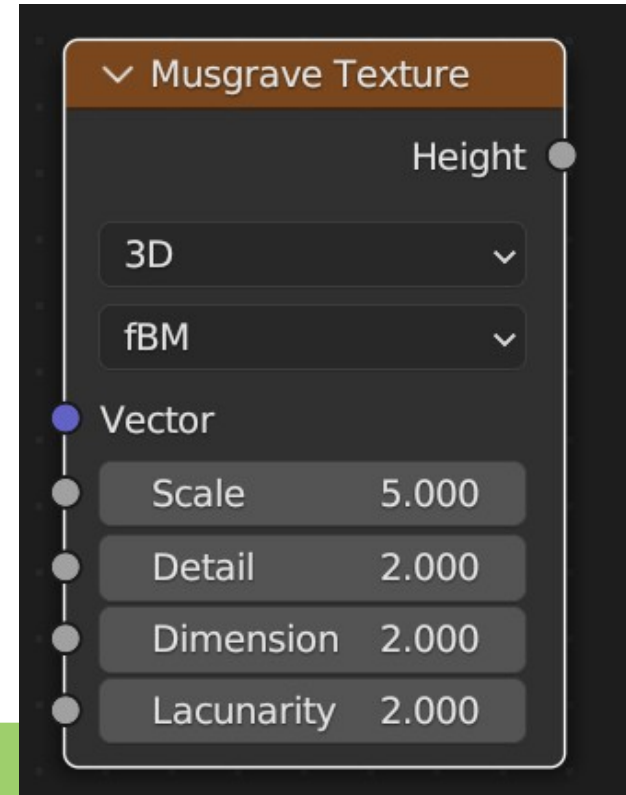 Musgrave Texture
Height
3D
fBM
Vector
Scale 5.000
Detail 2.000
Dimension 2.000
Lacunarity 2.000